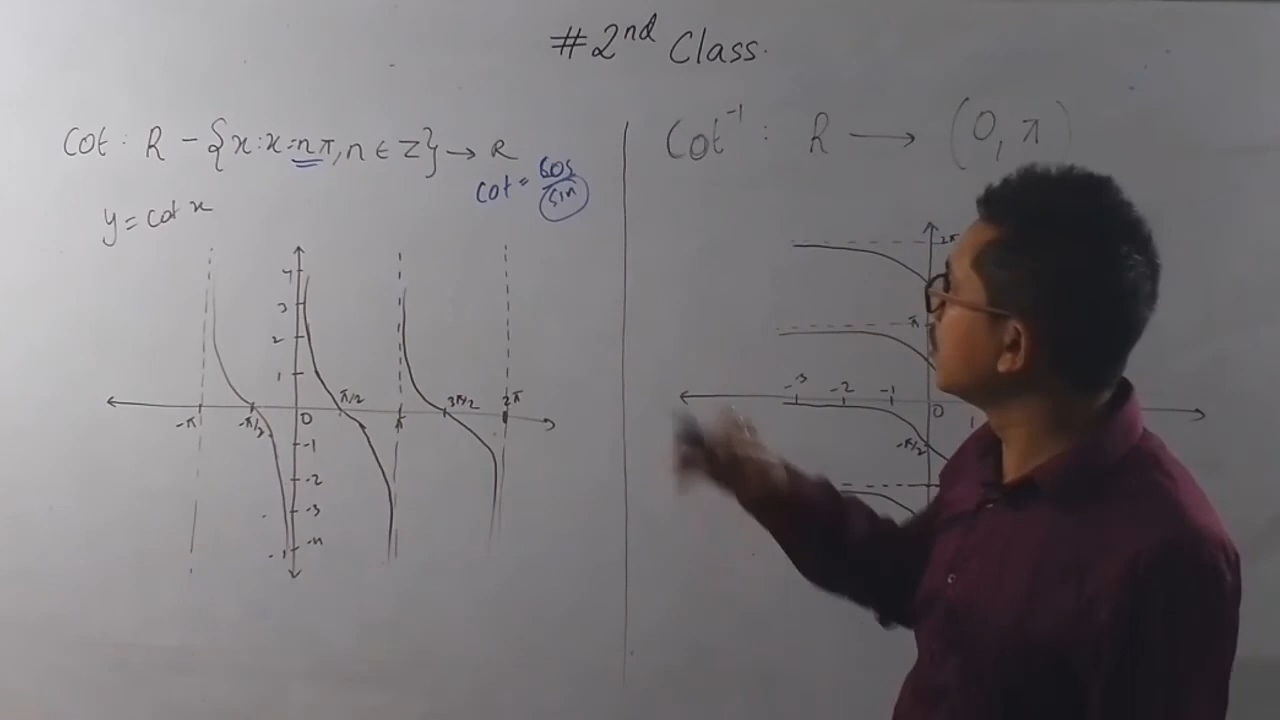 #2nd Class.
Cot : R - {x:x=nπ, n ∈ Z} → R
cot = cos/sin
y = cot x
4
3
2
1
-π
-π/2
0
π/2
π
3π/2
2π
-1
-2
-3
-4
Cot⁻¹ : R → (0, π)
2π
π
-3
-2
-1
0
1
-π/2